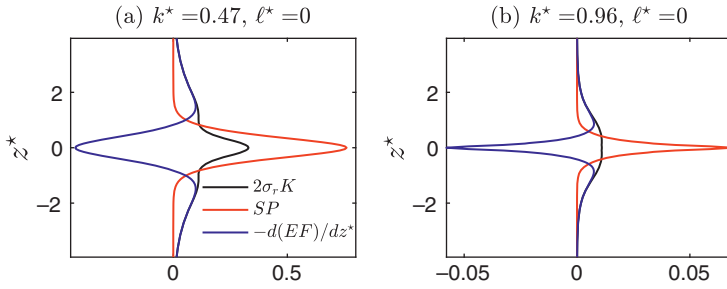 (a) k⋆ =0.47, ℓ⋆ =0
z⋆
2
0
−2
2σrK
SP
−d(EF)/dz⋆
0
0.5
(b) k⋆ =0.96, ℓ⋆ =0
z⋆
2
0
−2
−0.05
0
0.05